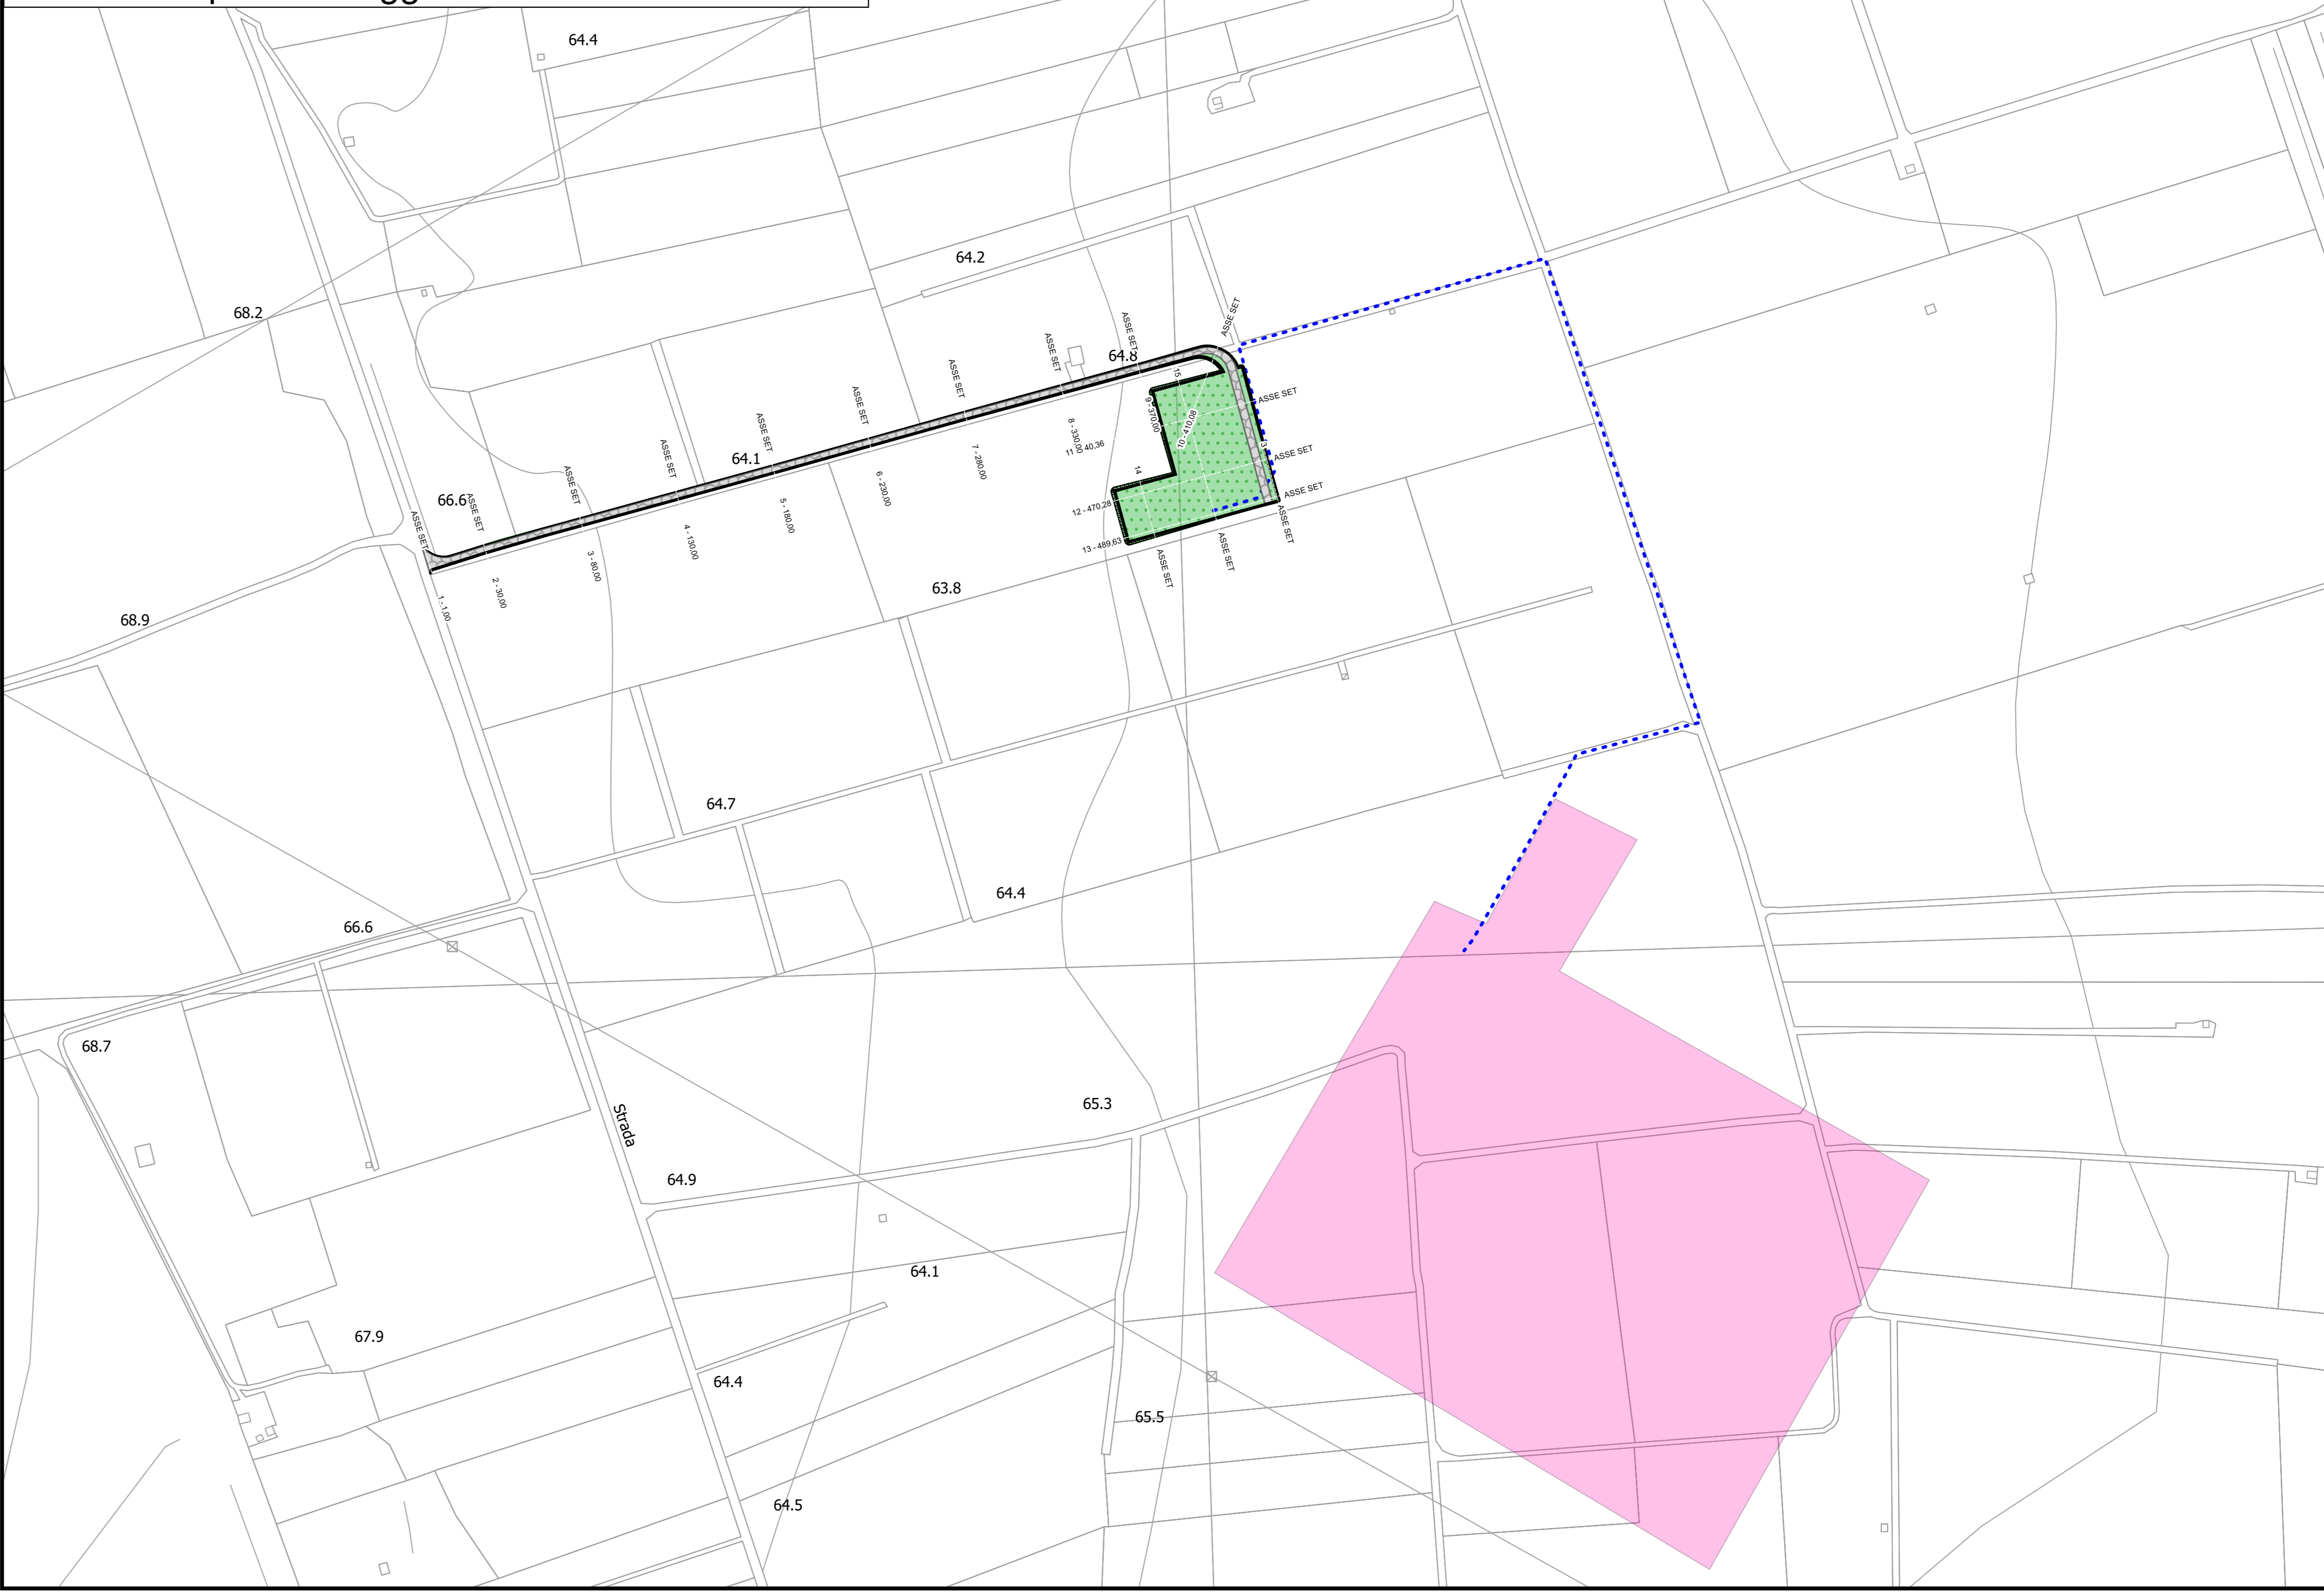 64.4
64.2
68.2
ASSE SET
ASSE SET
ASSE SET
64.8
ASSE SET
15
ASSE SET
ASSE SET
9 - 370,00
10 - 410,08
ASSE SET
ASSE SET
8 - 330,00
11
40,36
ASSE SET
64.1
7 - 280,00
ASSE SET
14
ASSE SET
6 - 230,00
ASSE SET
66.6
ASSE SET
ASSE SET
12 - 470,28
5 - 180,00
ASSE SET
4 - 130,00
ASSE SET
13 - 489,63
ASSE SET
ASSE SET
3 - 80,00
2 - 30,00
1 - 1,00
63.8
68.9
64.7
64.4
66.6
68.7
65.3
Strada
64.9
64.1
67.9
64.4
65.5
64.5